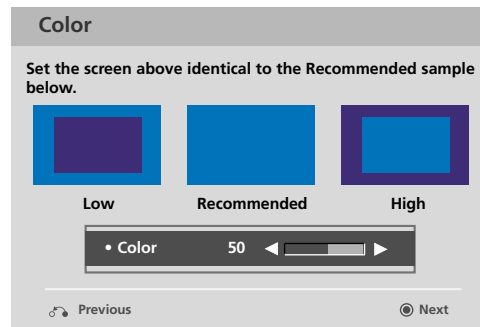 Color
Set the screen above identical to the Recommended sample
below.
Low Recommended High
• Color 50
Previous Next